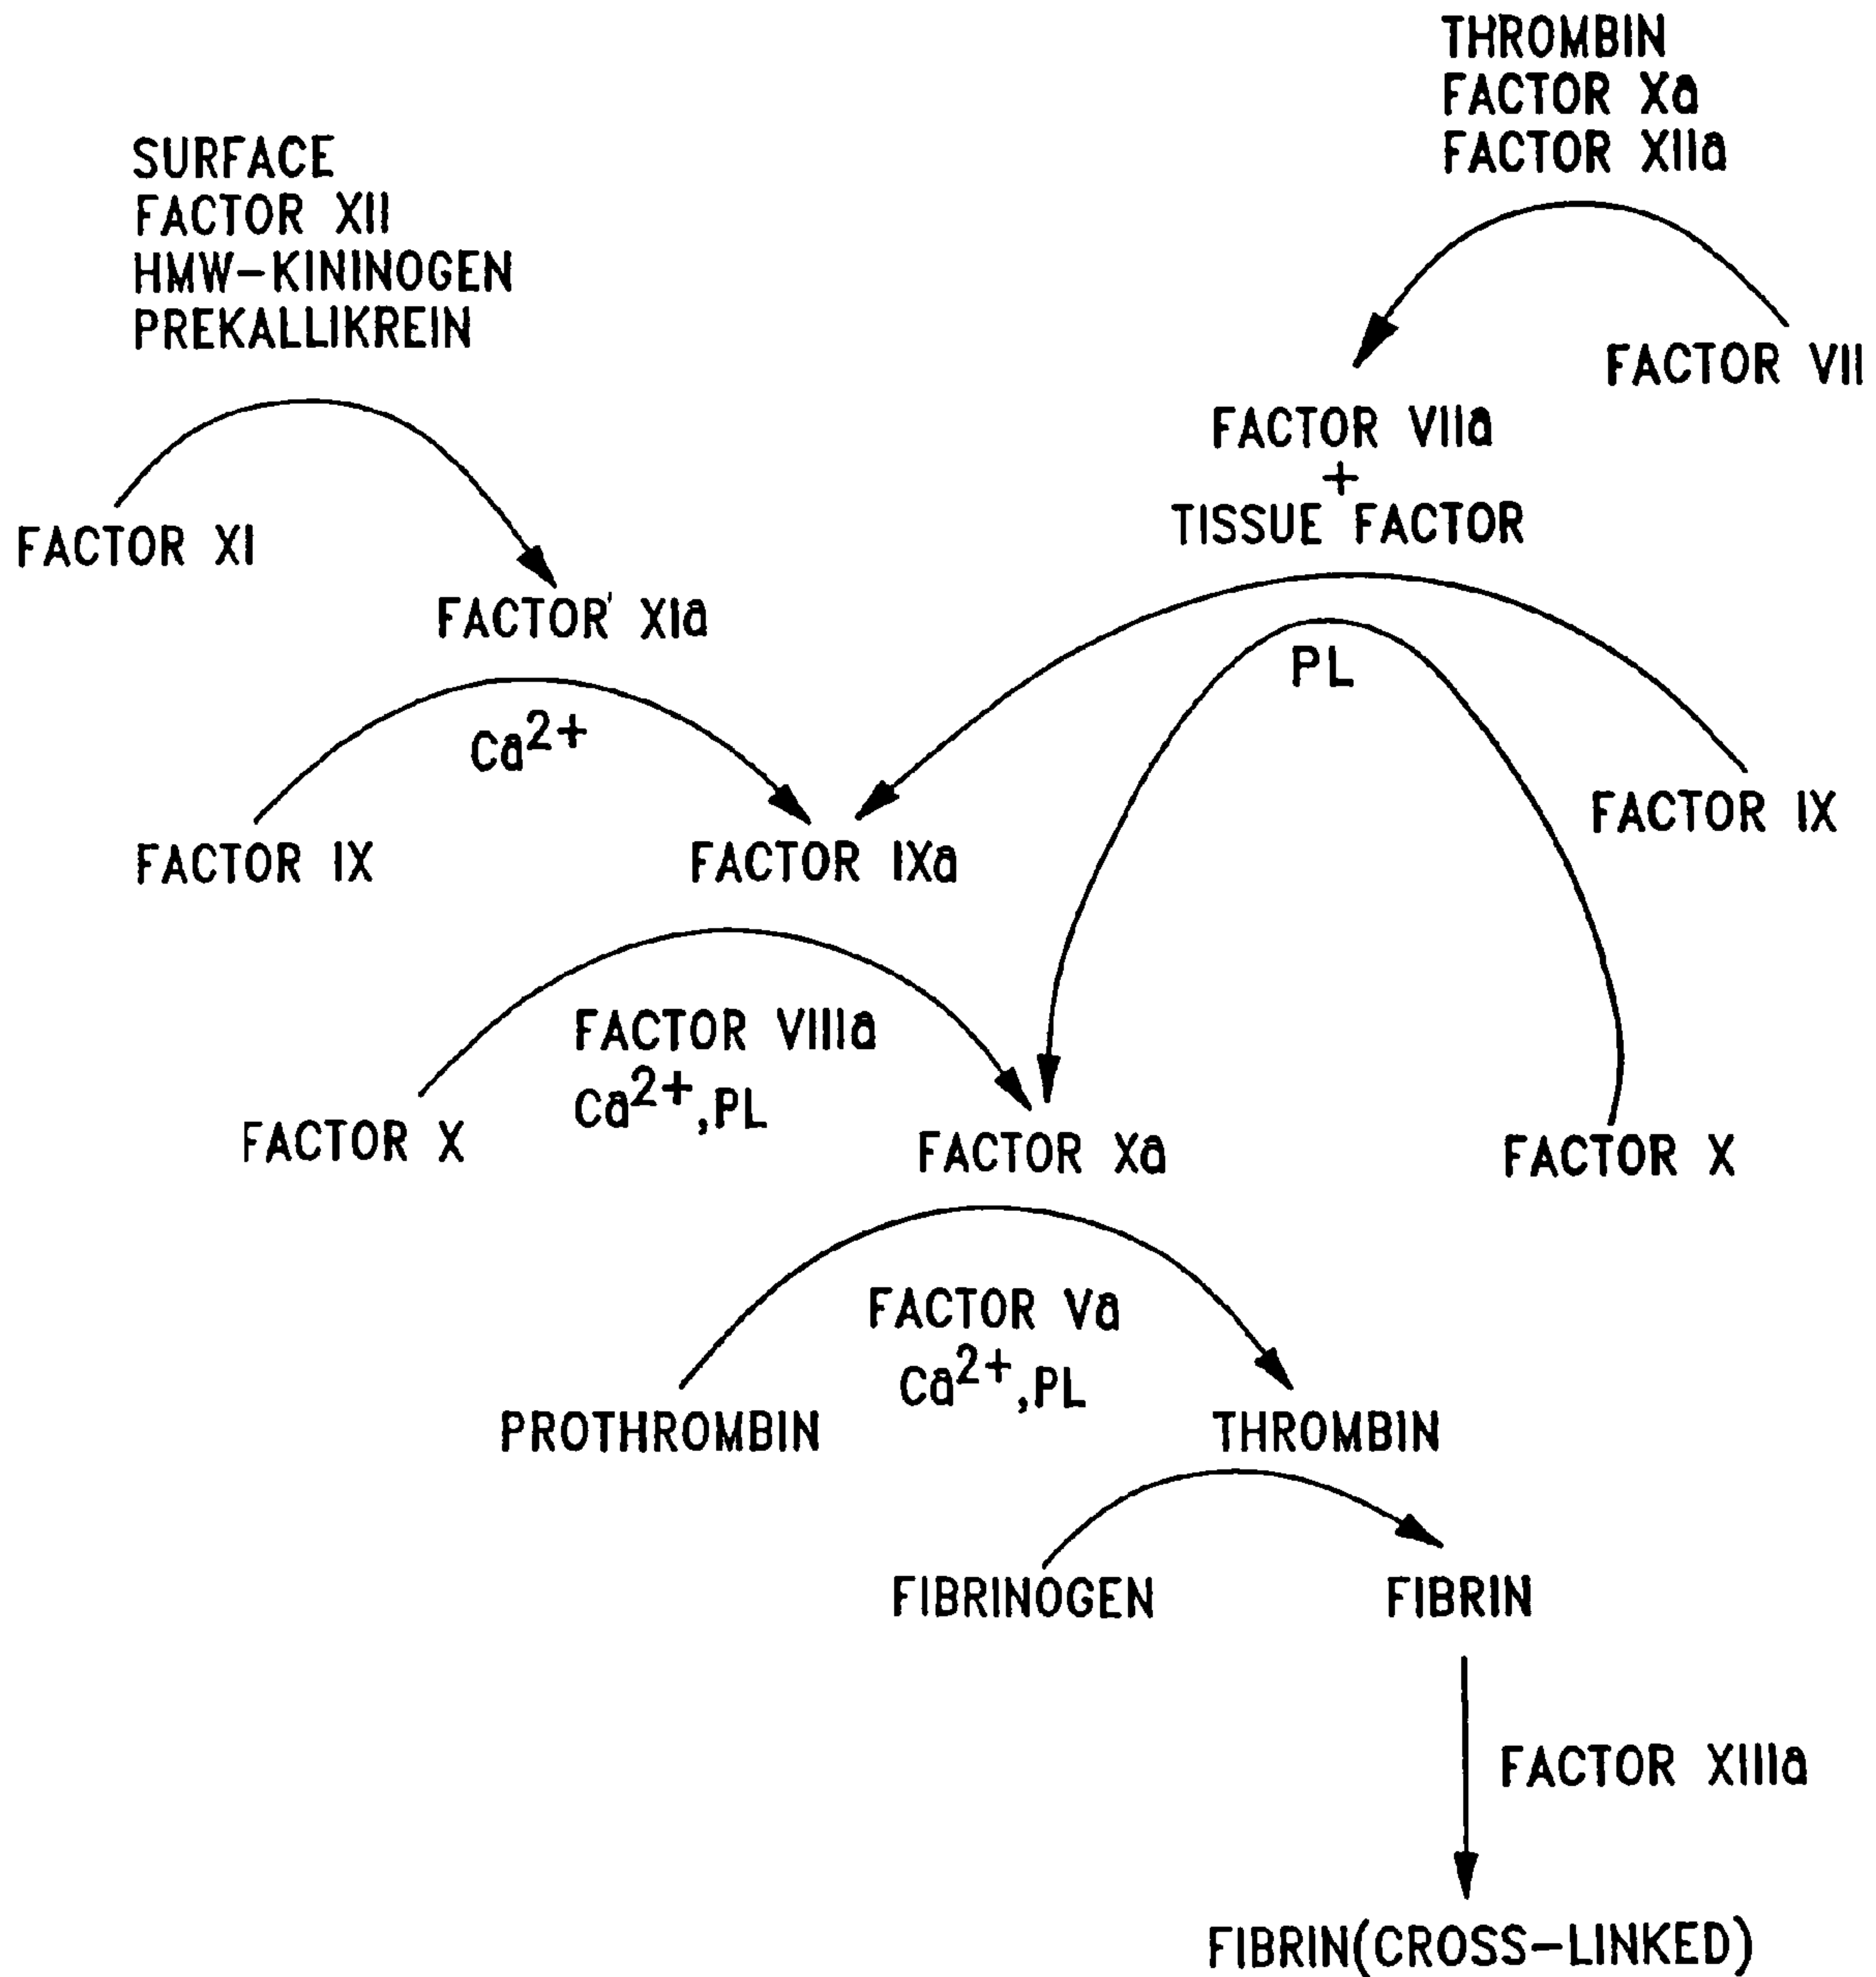 THROMBIN
FACTOR Xa
FACTOR XIIa
SURFACE
FACTOR XII
HMW-KININOGEN
PREKALLIKREIN
FACTOR VII
FACTOR VIIa
+
TISSUE FACTOR
FACTOR XI
FACTOR XIa
PL
Ca2+
FACTOR IX
FACTOR IX
FACTOR IXa
FACTOR VIIIa
Ca2+,PL
FACTOR X
FACTOR Xa
FACTOR X
FACTOR Va
Ca2+,PL
PROTHROMBIN
THROMBIN
FIBRINOGEN
FIBRIN
FACTOR XIIIa
FIBRIN(CROSS-LINKED)